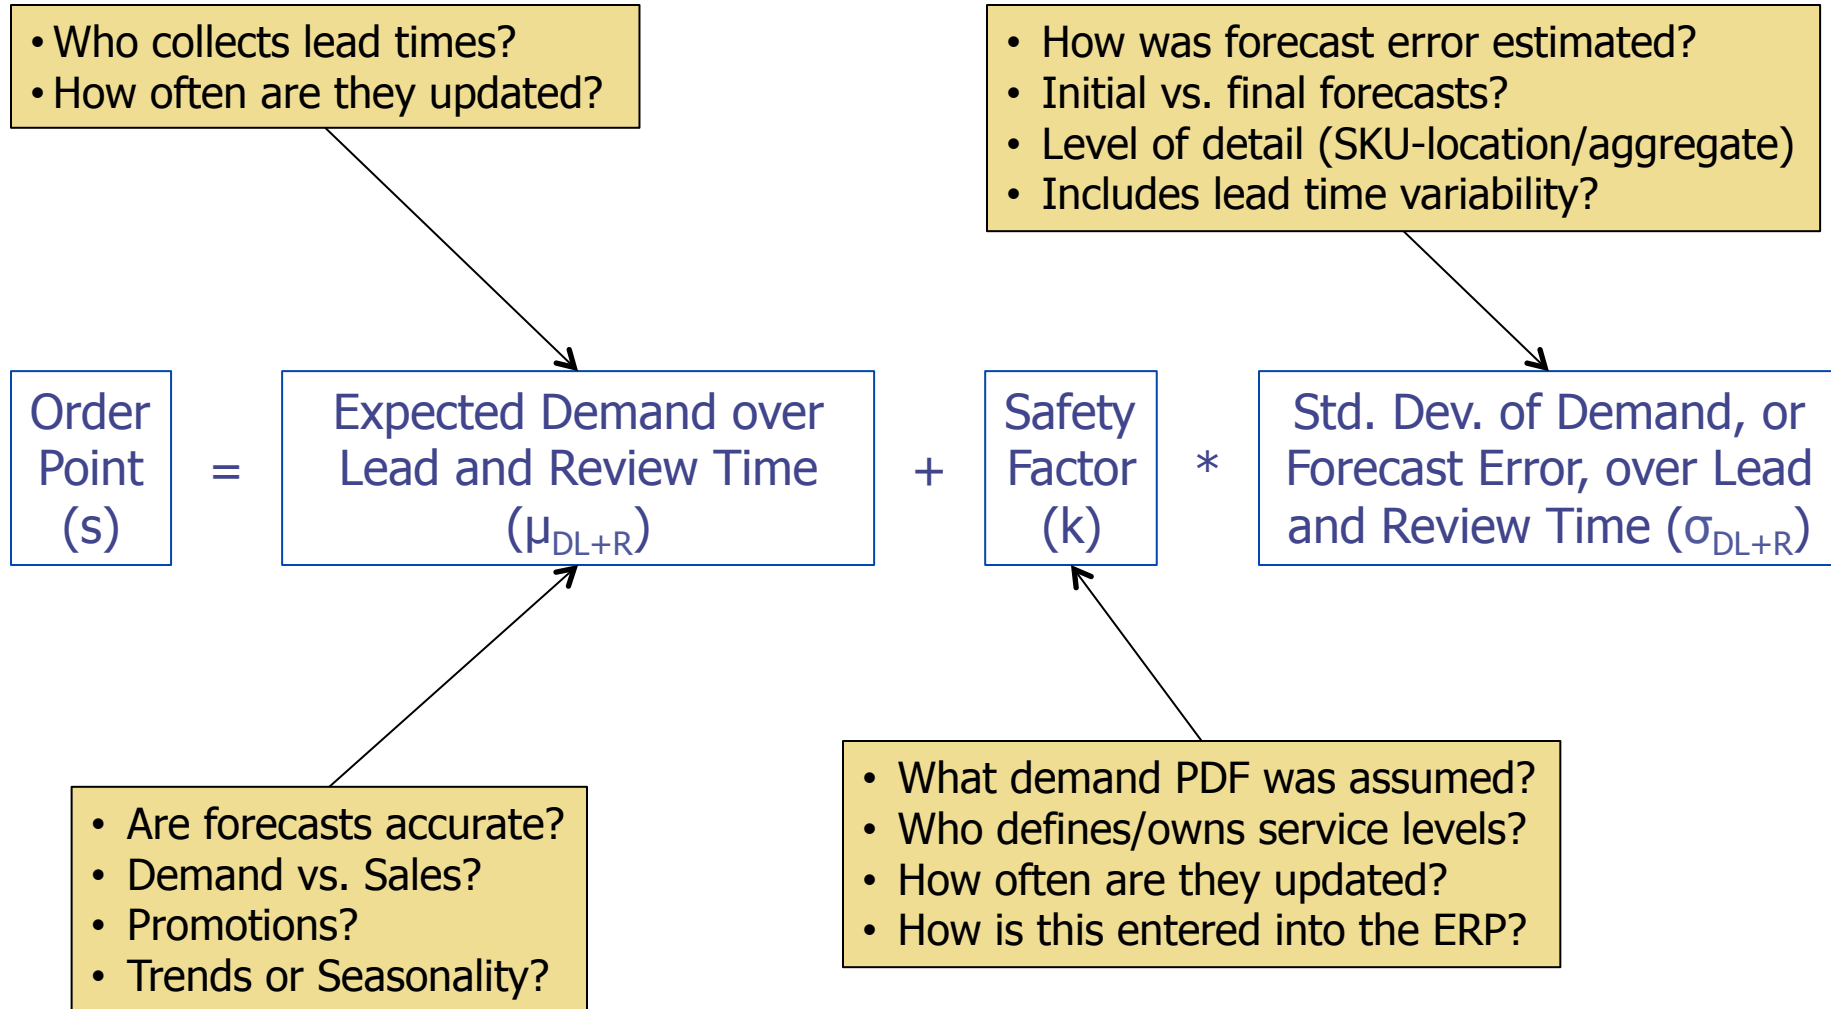 • Who collects lead times?
• How often are they updated?
• How was forecast error estimated?
• Initial vs. final forecasts?
• Level of detail (SKU-location/aggregate)
• Includes lead time variability?
Order
Point
(s)
=
Expected Demand over
Lead and Review Time
(μDL+R)
+
Safety
Factor
(k)
*
Std. Dev. of Demand, or
Forecast Error, over Lead
and Review Time (σDL+R)
• Are forecasts accurate?
• Demand vs. Sales?
• Promotions?
• Trends or Seasonality?
• What demand PDF was assumed?
• Who defines/owns service levels?
• How often are they updated?
• How is this entered into the ERP?